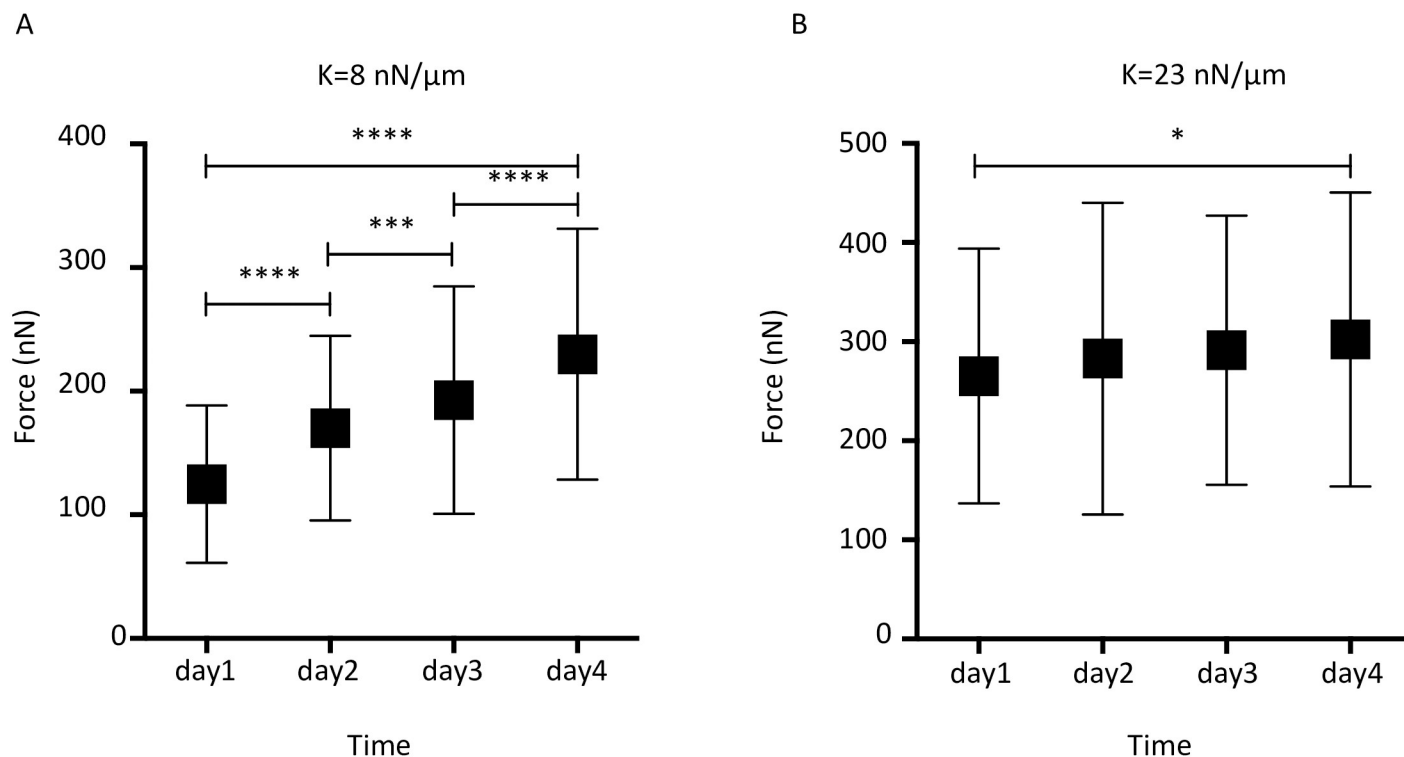 A
K=8 nN/µm
400
300
200
100
0
Force (nN)
****
****
***
****
day1 day2 day3 day4
Time
B
K=23 nN/µm
500
400
300
200
100
0
Force (nN)
*
day1 day2 day3 day4
Time